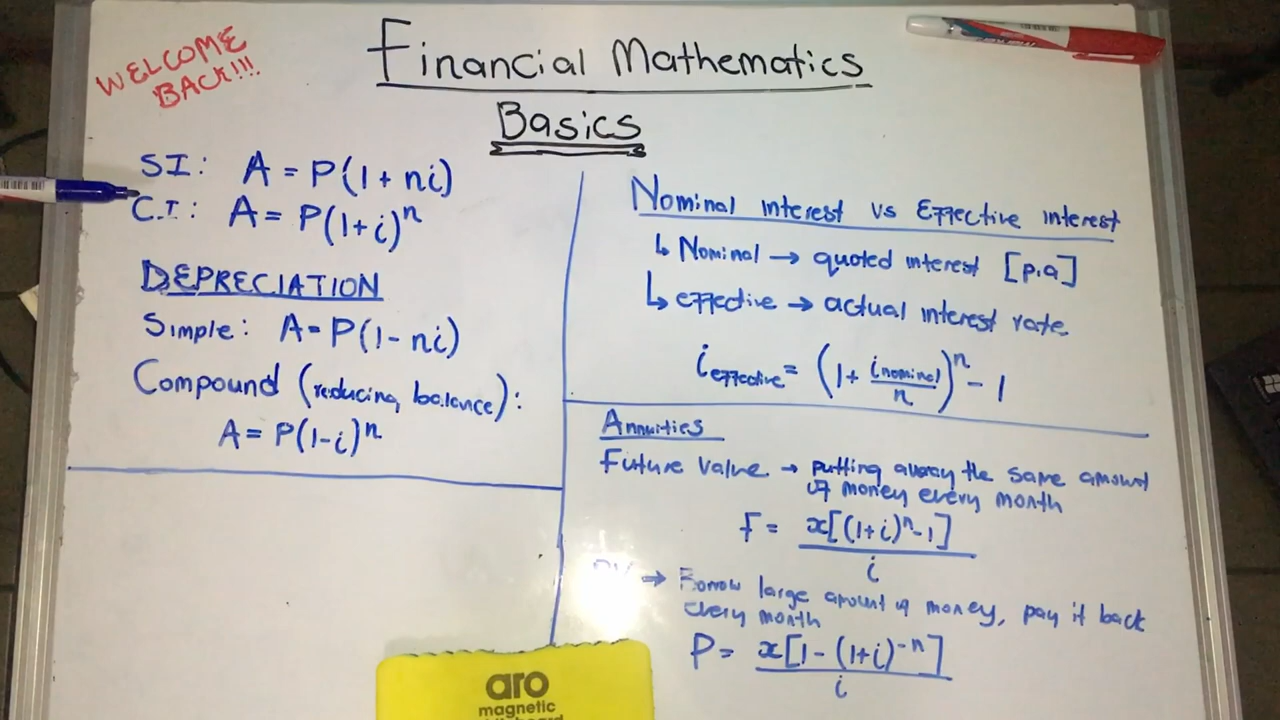 WELCOME
BACK!!!
Financial Mathematics
Basics
SI: A = P(1 + ni)
C.I: A = P(1+i)^n
DEPRECIATION
Simple: A = P(1 - ni)
Compound (reducing balance):
A = P(1-i)^n
Nominal interest vs Effective interest
↳ Nominal → quoted interest [p.a]
↳ effective → actual interest rate
i effective = (1 + i nominal / n)^n - 1
Annuities
Future value → putting away the same amount
of money every month
F = x[(1+i)^n - 1] / i
PV → Borrow large amount of money, pay it back
every month
P = x[1 - (1+i)^-n] / i
aro
magnetic